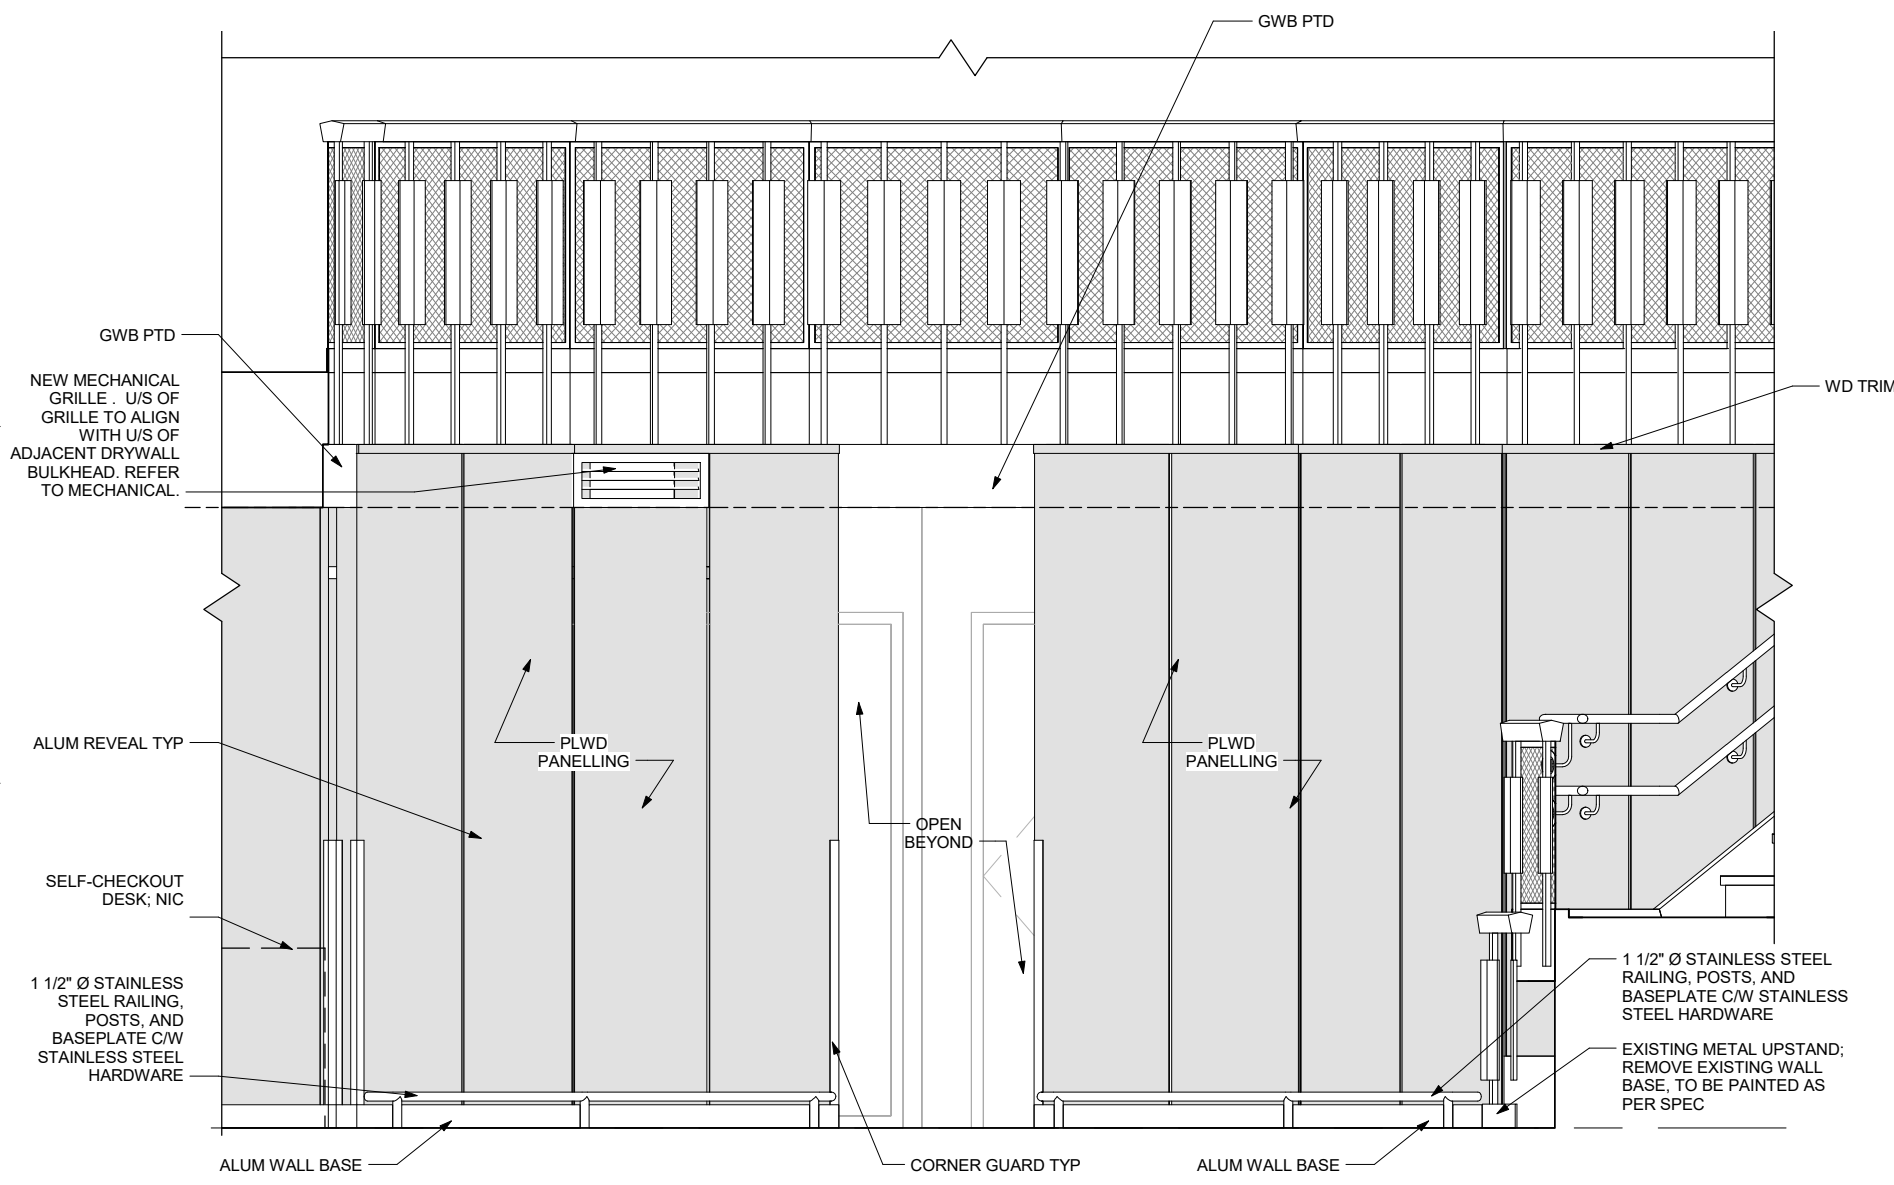 GWB PTD
GWB PTD
NEW MECHANICAL
GRILLE . U/S OF
GRILLE TO ALIGN
WITH U/S OF
ADJACENT DRYWALL
BULKHEAD. REFER
TO MECHANICAL.
WD TRIM
ALUM REVEAL TYP
PLWD
PANELLING
PLWD
PANELLING
OPEN
BEYOND
SELF-CHECKOUT
DESK; NIC
1 1/2" Ø STAINLESS
STEEL RAILING,
POSTS, AND
BASEPLATE C/W
STAINLESS STEEL
HARDWARE
1 1/2" Ø STAINLESS STEEL
RAILING, POSTS, AND
BASEPLATE C/W STAINLESS
STEEL HARDWARE
EXISTING METAL UPSTAND;
REMOVE EXISTING WALL
BASE, TO BE PAINTED AS
PER SPEC
ALUM WALL BASE
CORNER GUARD TYP
ALUM WALL BASE